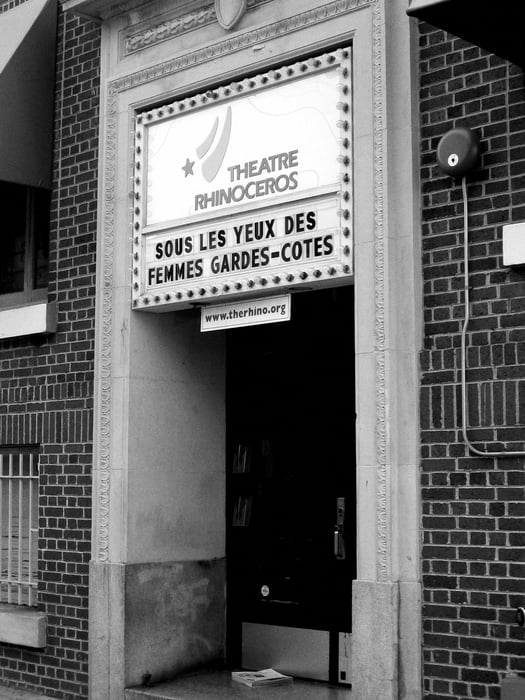 THEATRE
RHINOCEROS
SOUS LES YEUX DES
FEMMES GARDES-COTES
www.therhino.org